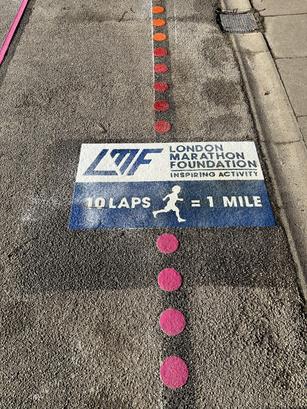 LMF
LONDON
MARATHON
FOUNDATION
INSPIRING ACTIVITY
10 LAPS = 1 MILE